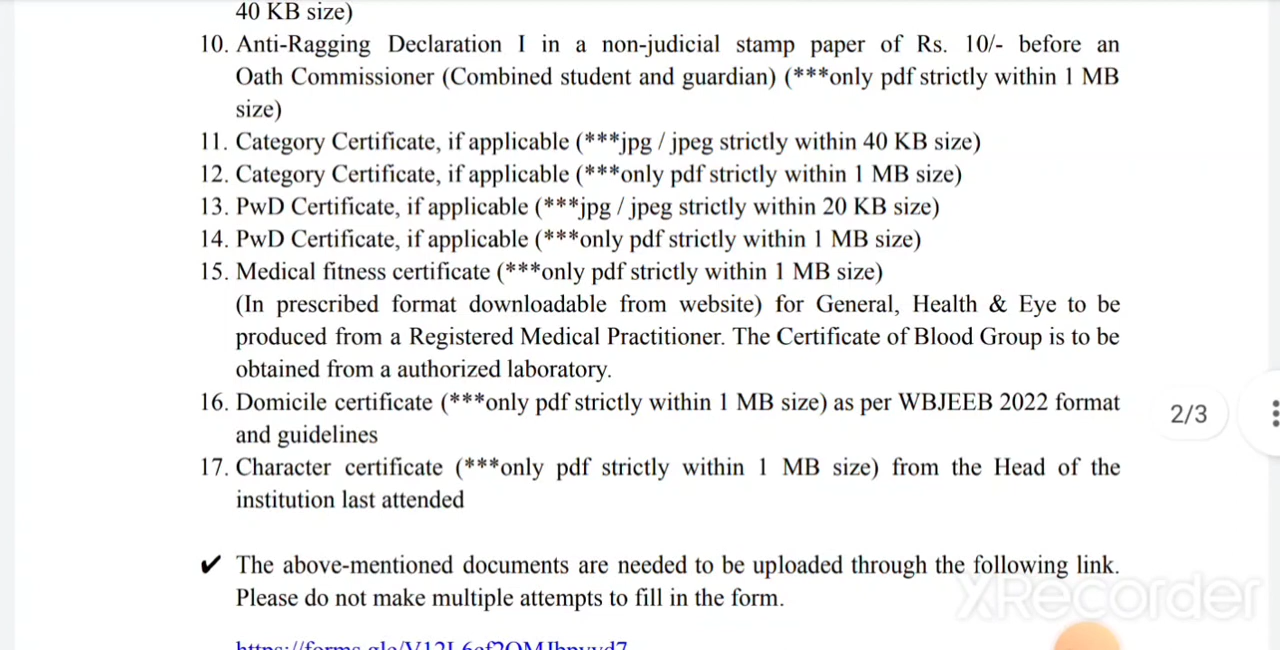 40 KB size)
10. Anti-Ragging Declaration I in a non-judicial stamp paper of Rs. 10/- before an
Oath Commissioner (Combined student and guardian) (***only pdf strictly within 1 MB
size)
11. Category Certificate, if applicable (***jpg / jpeg strictly within 40 KB size)
12. Category Certificate, if applicable (***only pdf strictly within 1 MB size)
13. PwD Certificate, if applicable (***jpg / jpeg strictly within 20 KB size)
14. PwD Certificate, if applicable (***only pdf strictly within 1 MB size)
15. Medical fitness certificate (***only pdf strictly within 1 MB size)
(In prescribed format downloadable from website) for General, Health & Eye to be
produced from a Registered Medical Practitioner. The Certificate of Blood Group is to be
obtained from a authorized laboratory.
16. Domicile certificate (***only pdf strictly within 1 MB size) as per WBJEEB 2022 format
and guidelines
2/3
17. Character certificate (***only pdf strictly within 1 MB size) from the Head of the
institution last attended
✔ The above-mentioned documents are needed to be uploaded through the following link.
Please do not make multiple attempts to fill in the form.
XRecorder